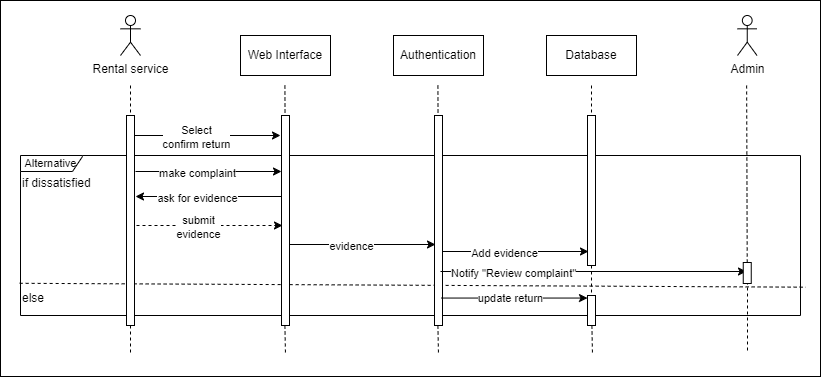 Rental service
Web Interface
Authentication
Database
Admin
Select
confirm return
Alternative
if dissatisfied
make complaint
ask for evidence
submit
evidence
evidence
Add evidence
Notify "Review complaint"
else
update return